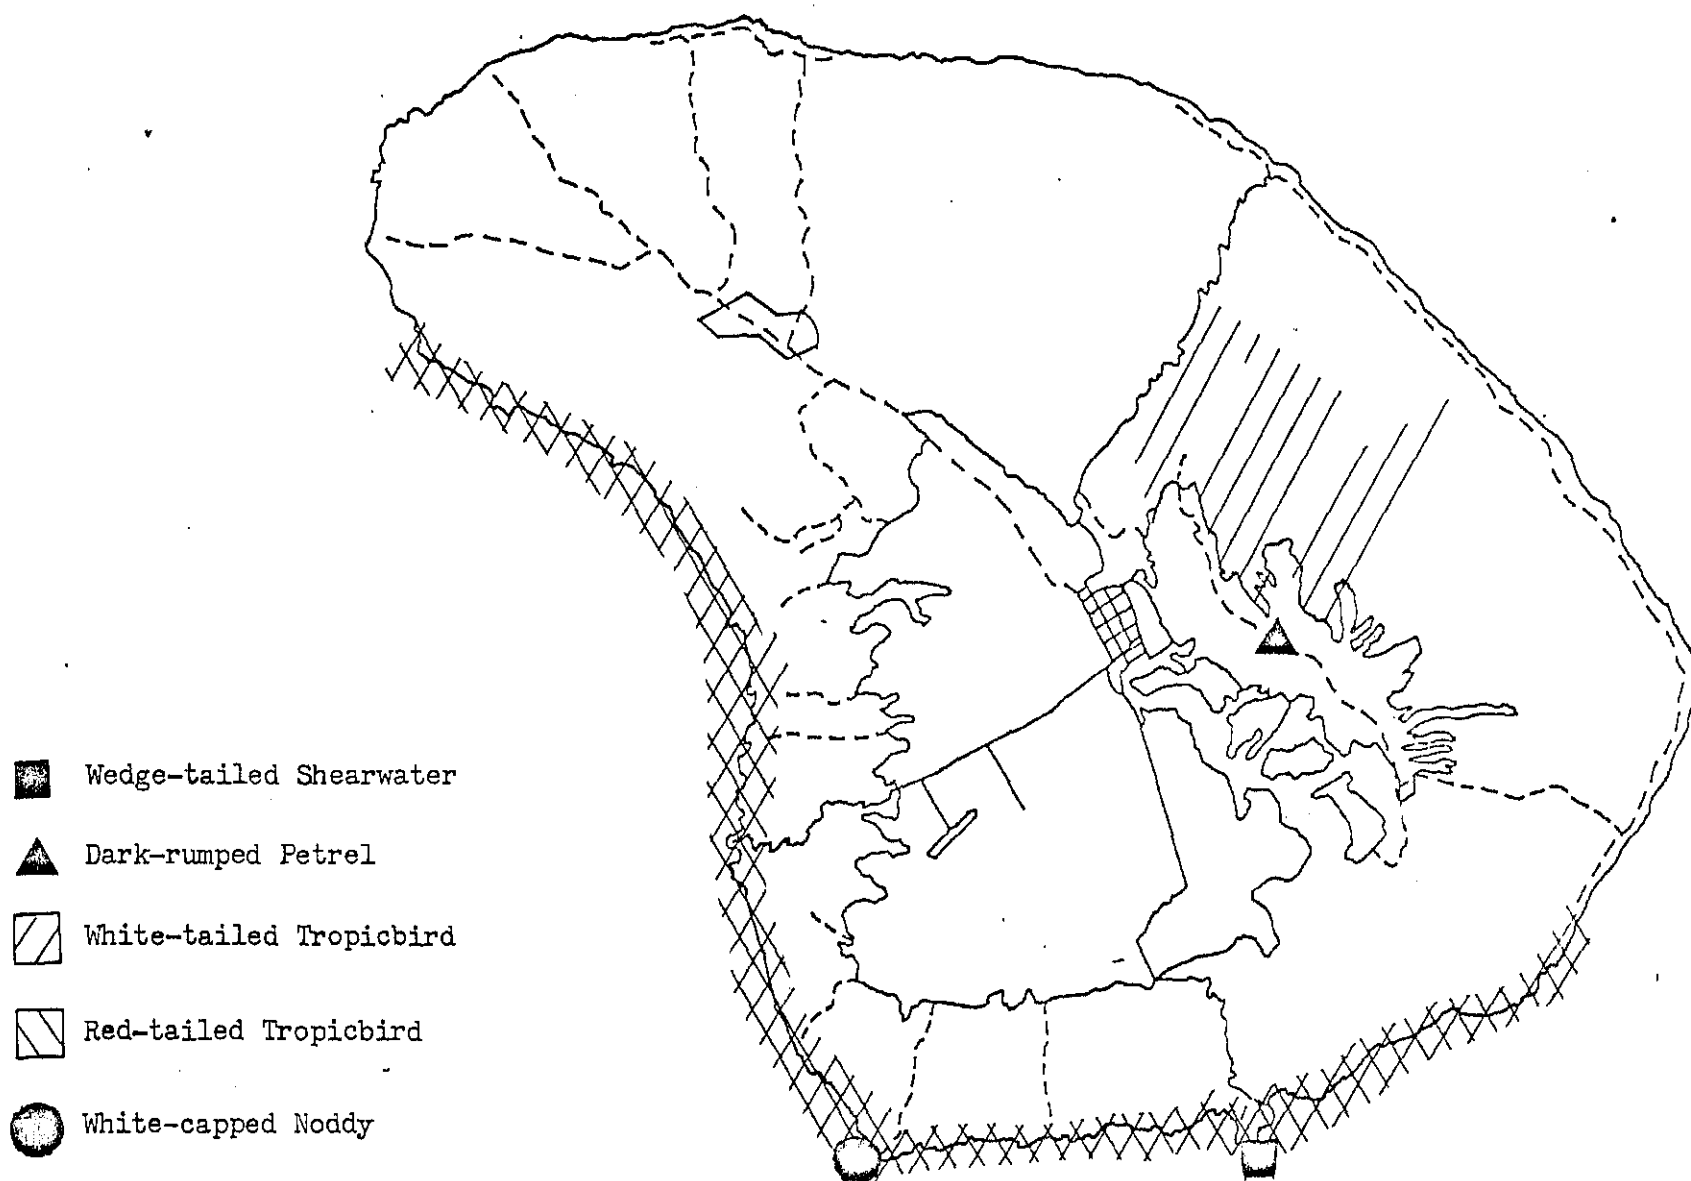 Wedge-tailed Shearwater
Dark-rumped Petrel
White-tailed Tropicbird
Red-tailed Tropicbird
White-capped Noddy